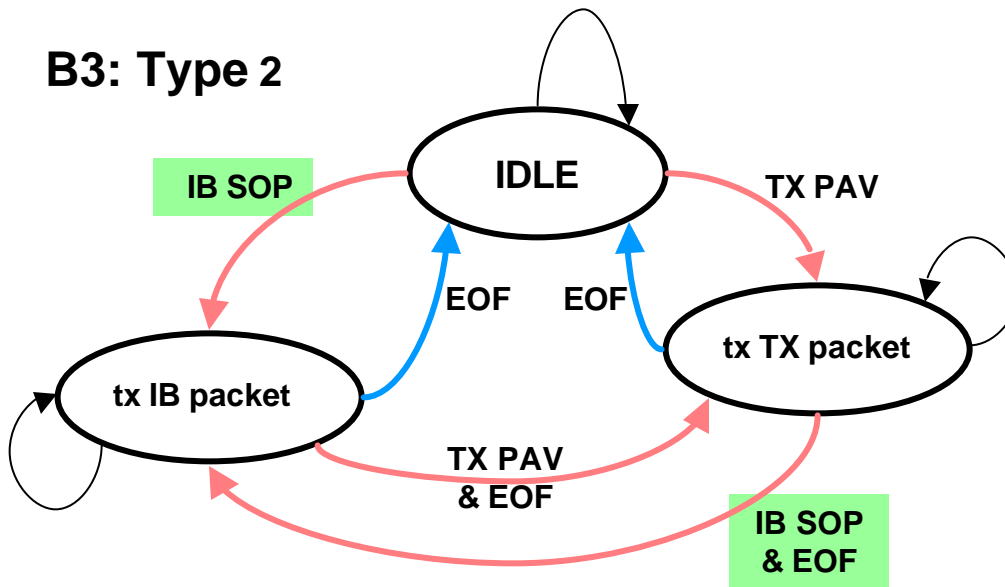 B3: Type 2
IDLE
IB SOP
TX PAV
EOF
EOF
tx IB packet
tx TX packet
TX PAV
& EOF
IB SOP
& EOF